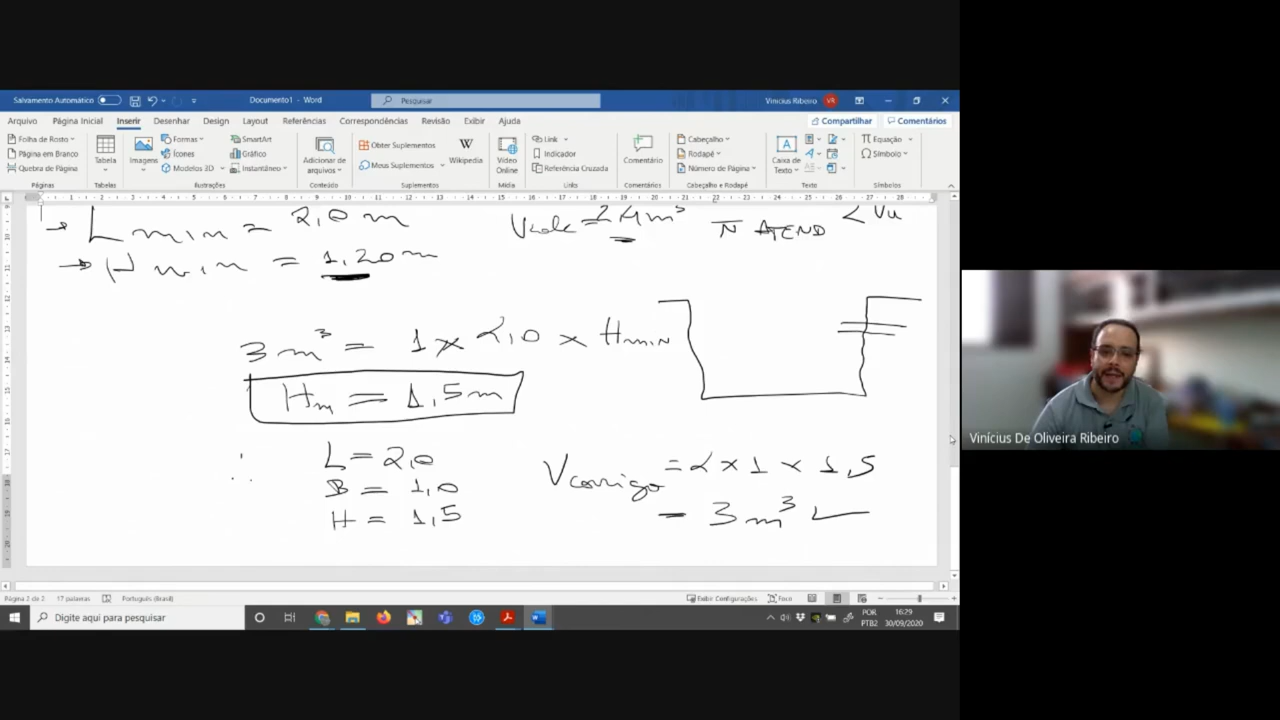 Salvamento Automático
Documento1 - Word
Pesquisar
Vinicius Ribeiro VR
Arquivo Página Inicial Inserir Desenhar Design Layout Referências Correspondências Revisão Exibir Ajuda
Compartilhar Comentários
Folha de Rosto
Página em Branco
Quebra de Página
Páginas
Tabela
Tabelas
Imagens
Formas
Ícones
Modelos 3D
SmartArt
Gráfico
Instantâneo
Ilustrações
Adicionar de arquivos
Conteúdo
Obter Suplementos
Meus Suplementos
W
Wikipedia
Suplementos
Vídeo Online
Mídia
Link
Indicador
Referência Cruzada
Links
Comentário
Comentários
Cabeçalho
Rodapé
Número de Página
Cabeçalho e Rodapé
A
Caixa de Texto
Texto
Equação
Símbolo
Símbolos
→ L min = 2,0 m
Vcalc = 2,4 m³
N ATEND < Vu
→ H min = 1,20 m
3 m³ = 1 x 2,0 x Hmin
Hm = 1,5 m
∴ L = 2,0
B = 1,0
H = 1,5
Vcorrigo = 2 x 1 x 1,5
= 3 m³
Página 2 de 2 17 palavras Português (Brasil)
Exibir Configurações Foco
Digite aqui para pesquisar
POR
PTB2
16:29
30/09/2020
Vinícius De Oliveira Ribeiro